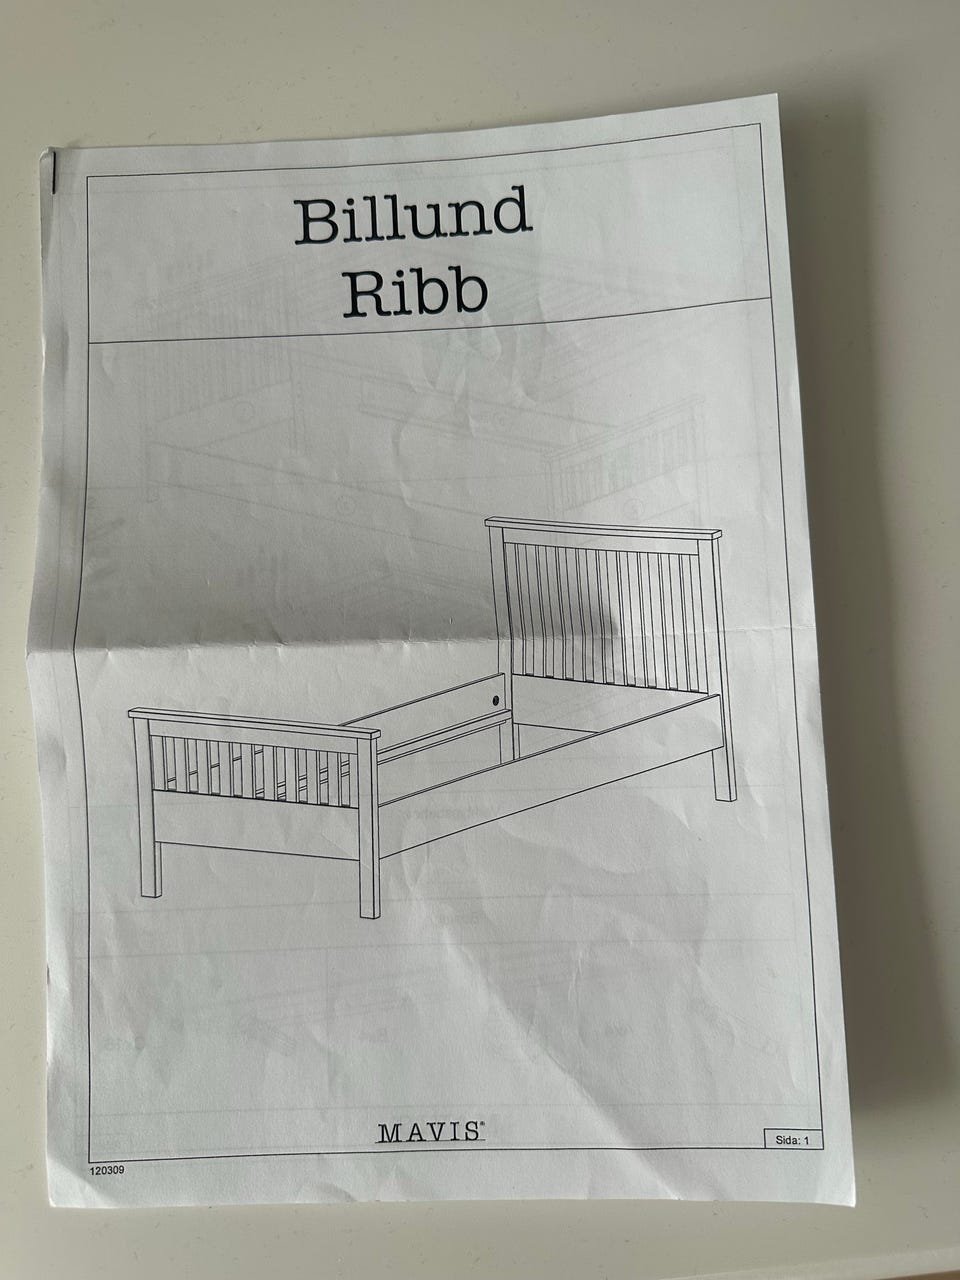 Billund
Ribb
MAVIS®
Sida: 1
120309